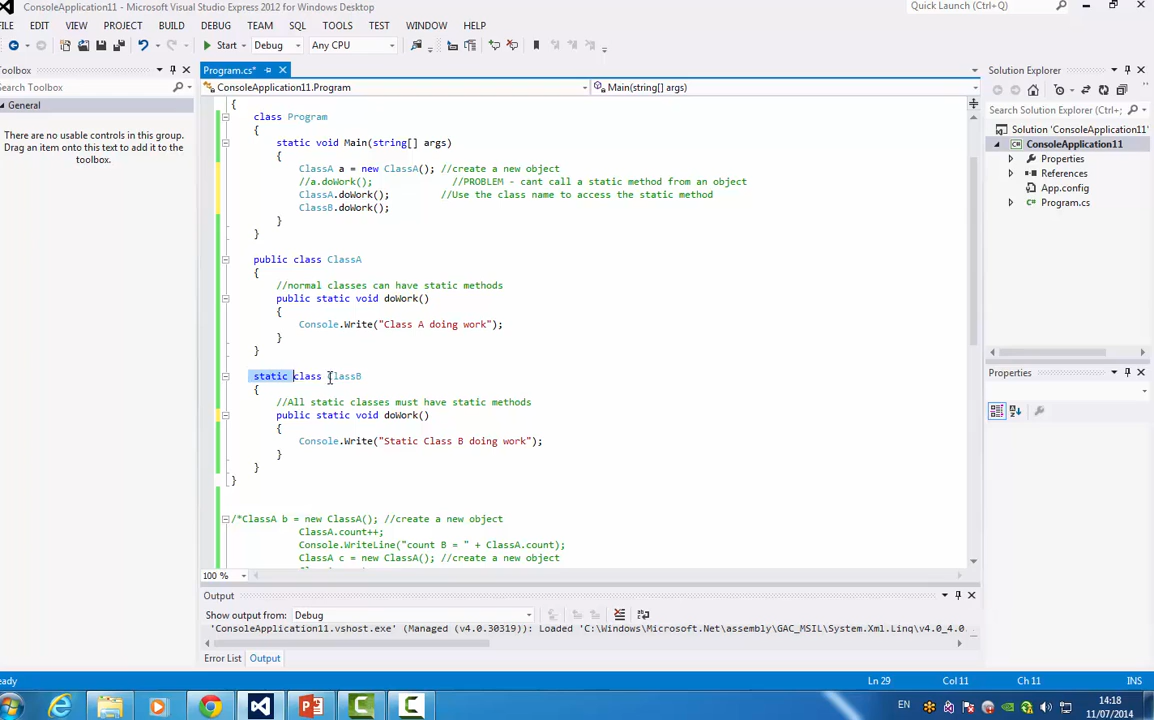 ConsoleApplication11 - Microsoft Visual Studio Express 2012 for Windows Desktop
Quick Launch (Ctrl+Q)
FILE EDIT VIEW PROJECT BUILD DEBUG TEAM SQL TOOLS TEST WINDOW HELP
Start Debug Any CPU
Toolbox
Search Toolbox
General
There are no usable controls in this group.
Drag an item onto this text to add it to the
toolbox.
Program.cs*
ConsoleApplication11.Program
Main(string[] args)
{
class Program
{
static void Main(string[] args)
{
ClassA a = new ClassA(); //create a new object
//a.doWork(); //PROBLEM - cant call a static method from an object
ClassA.doWork(); //Use the class name to access the static method
ClassB.doWork();
}
}
public class ClassA
{
//normal classes can have static methods
public static void doWork()
{
Console.Write("Class A doing work");
}
}
static class ClassB
{
//All static classes must have static methods
public static void doWork()
{
Console.Write("Static Class B doing work");
}
}
}
/*ClassA b = new ClassA(); //create a new object
ClassA.count++;
Console.WriteLine("count B = " + ClassA.count);
ClassA c = new ClassA(); //create a new object
100 %
Output
Show output from: Debug
'ConsoleApplication11.vshost.exe' (Managed (v4.0.30319)): Loaded 'C:\Windows\Microsoft.Net\assembly\GAC_MSIL\System.Xml.Linq\v4.0_4.0.
Error List Output
Solution Explorer
Search Solution Explorer (Ctrl+;
Solution 'ConsoleApplication11'
ConsoleApplication11
Properties
References
App.config
Program.cs
Properties
eady
Ln 29 Col 11 Ch 11 INS
EN
14:18
11/07/2014